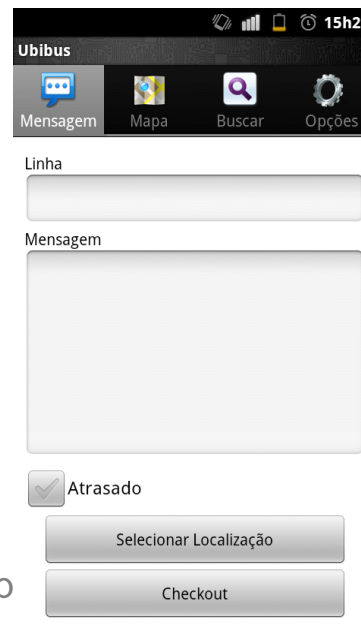 15h2
Ubibus
Mensagem Mapa Buscar Opções
Linha
Mensagem
Atrasado
Selecionar Localização
o
Checkout